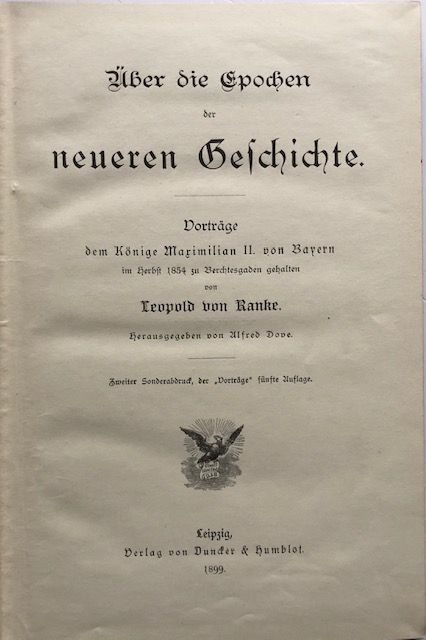 Über die Epochen
der
neueren Geſchichte.
Vorträge
dem Könige Maximilian II. von Bayern
im Herbſt 1854 zu Berchtesgaden gehalten
von
Leopold von Ranke.
Herausgegeben von Alfred Dove.
Zweiter Sonderabdruck, der „Vorträge“ fünfte Auflage.
Leipzig,
Verlag von Duncker & Humblot.
1899.